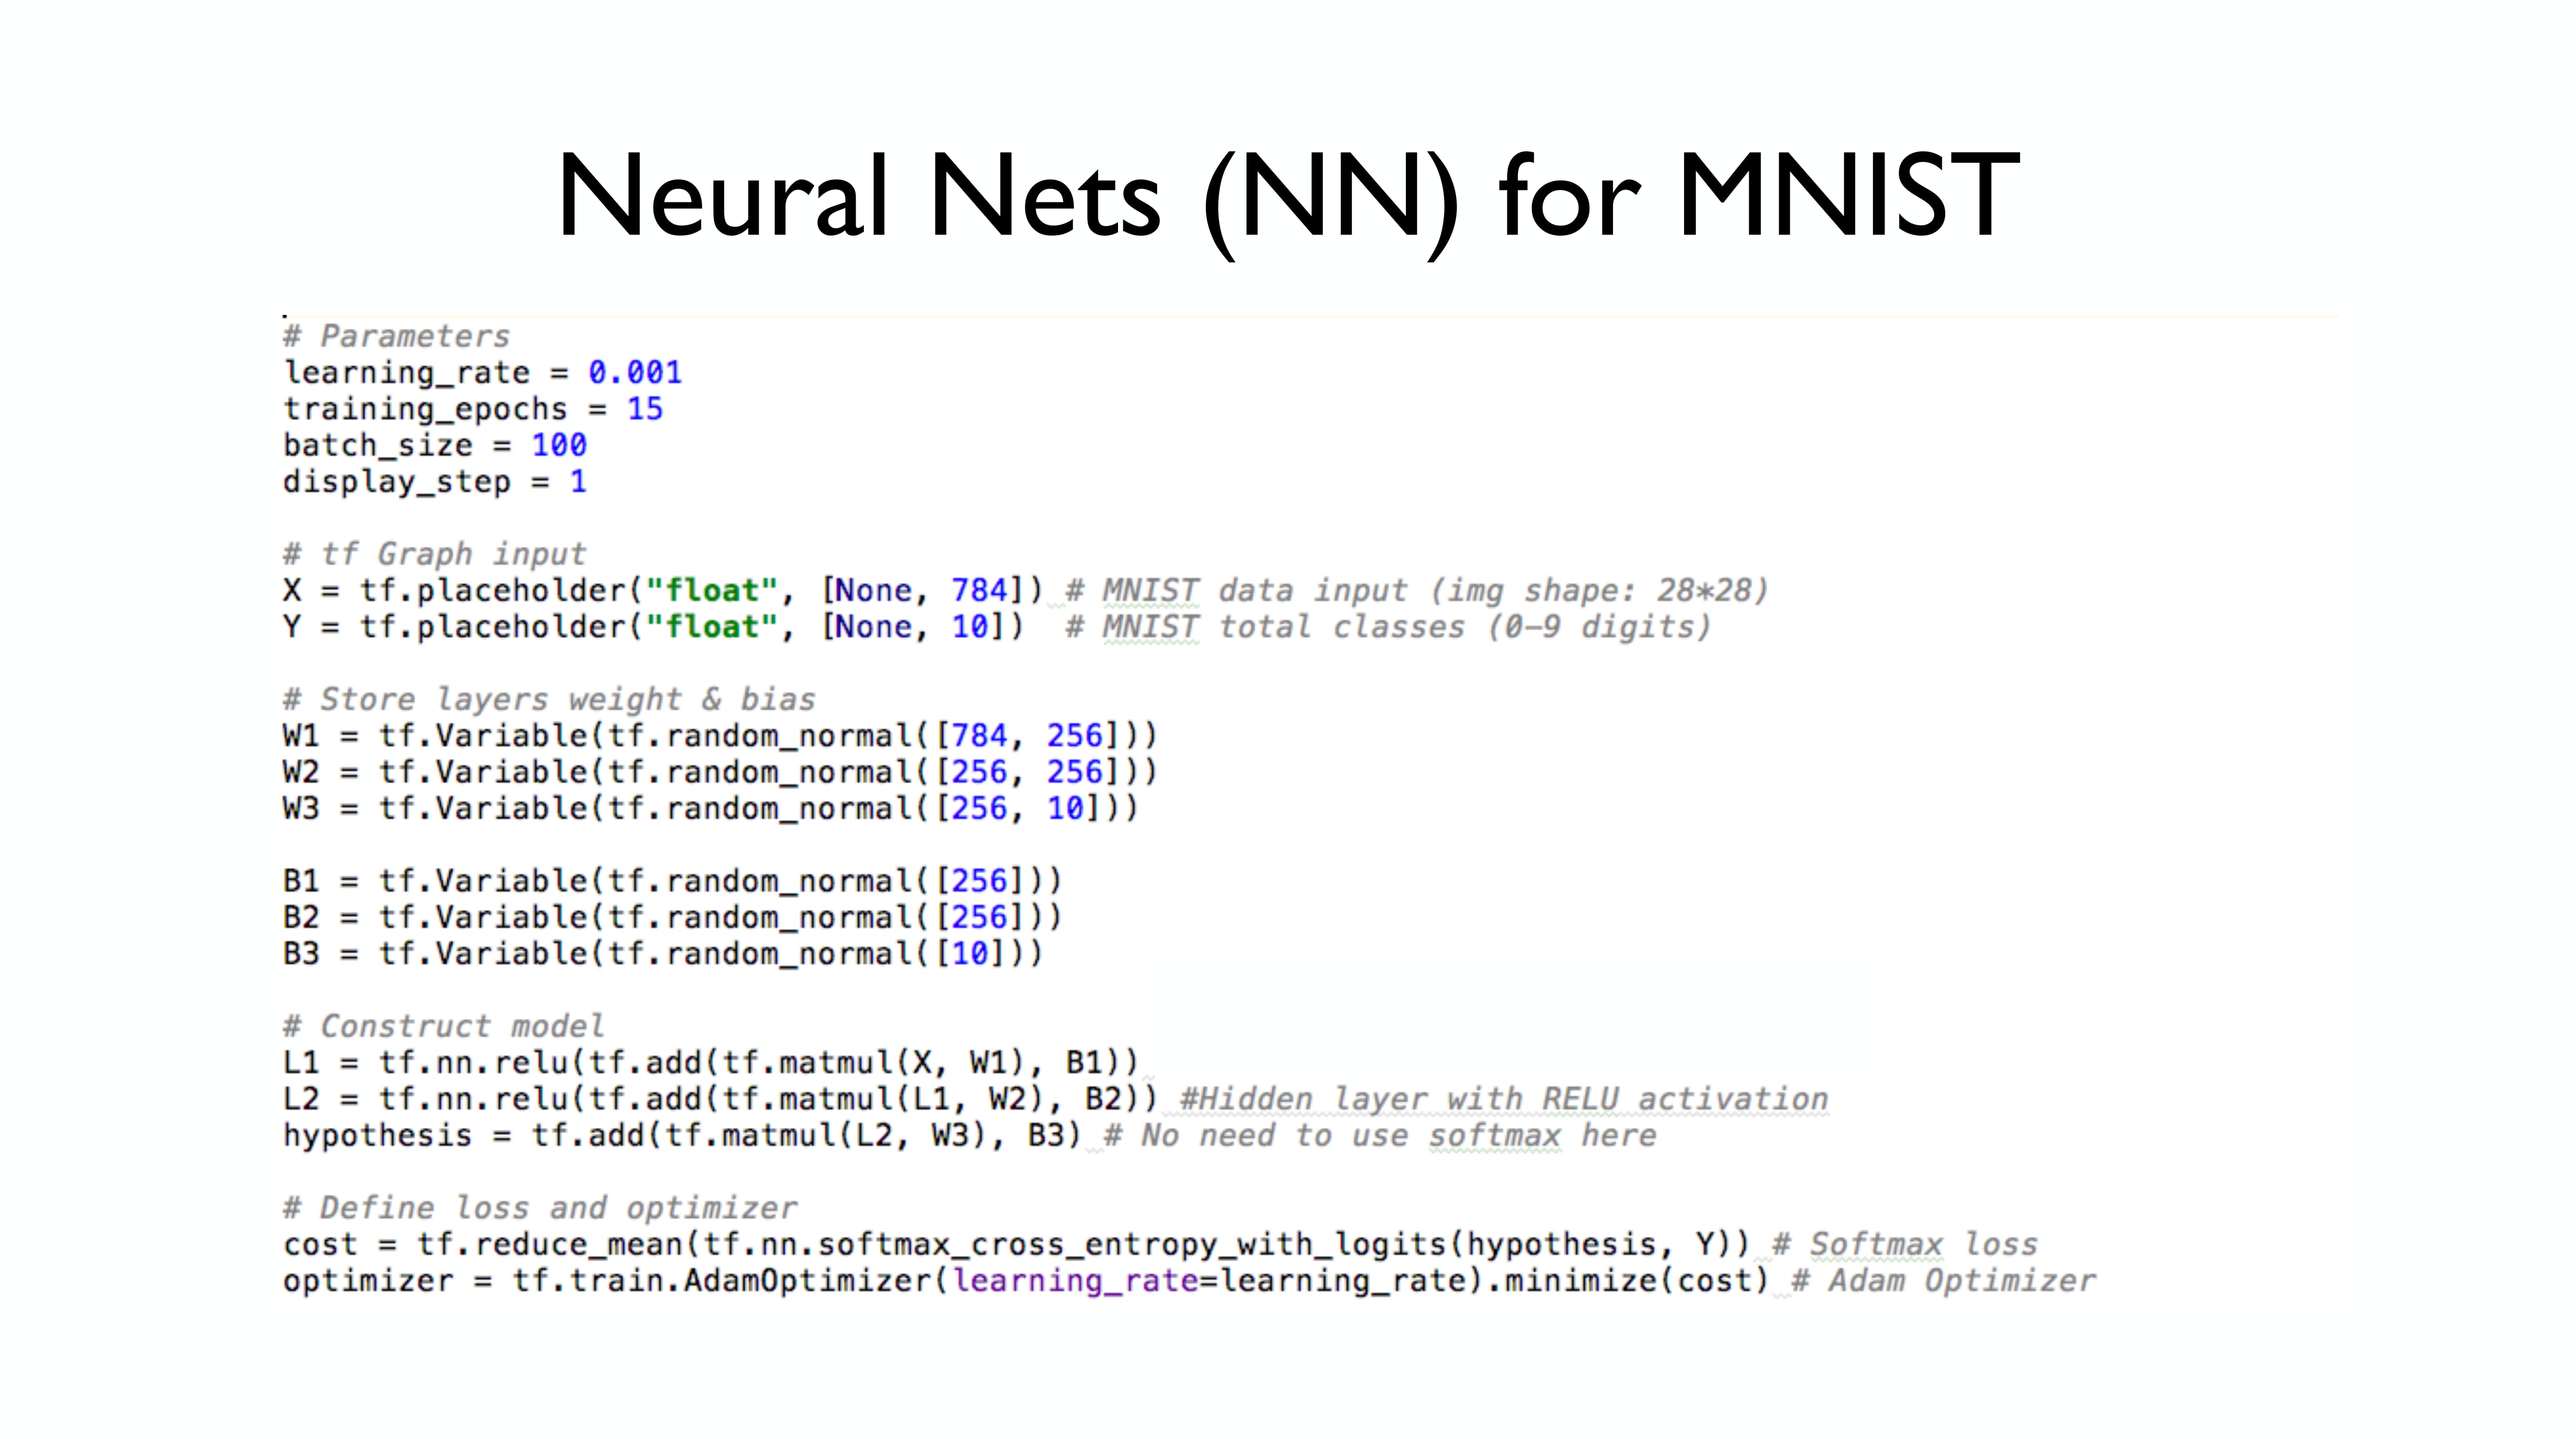 Neural Nets (NN) for MNIST
# Parameters
learning_rate = 0.001
training_epochs = 15
batch_size = 100
display_step = 1
# tf Graph input
X = tf.placeholder("float", [None, 784]) # MNIST data input (img shape: 28*28)
Y = tf.placeholder("float", [None, 10])  # MNIST total classes (0-9 digits)
# Store layers weight & bias
W1 = tf.Variable(tf.random_normal([784, 256]))
W2 = tf.Variable(tf.random_normal([256, 256]))
W3 = tf.Variable(tf.random_normal([256, 10]))
B1 = tf.Variable(tf.random_normal([256]))
B2 = tf.Variable(tf.random_normal([256]))
B3 = tf.Variable(tf.random_normal([10]))
# Construct model
L1 = tf.nn.relu(tf.add(tf.matmul(X, W1), B1))
L2 = tf.nn.relu(tf.add(tf.matmul(L1, W2), B2)) #Hidden layer with RELU activation
hypothesis = tf.add(tf.matmul(L2, W3), B3) # No need to use softmax here
# Define loss and optimizer
cost = tf.reduce_mean(tf.nn.softmax_cross_entropy_with_logits(hypothesis, Y)) # Softmax loss
optimizer = tf.train.AdamOptimizer(learning_rate=learning_rate).minimize(cost) # Adam Optimizer